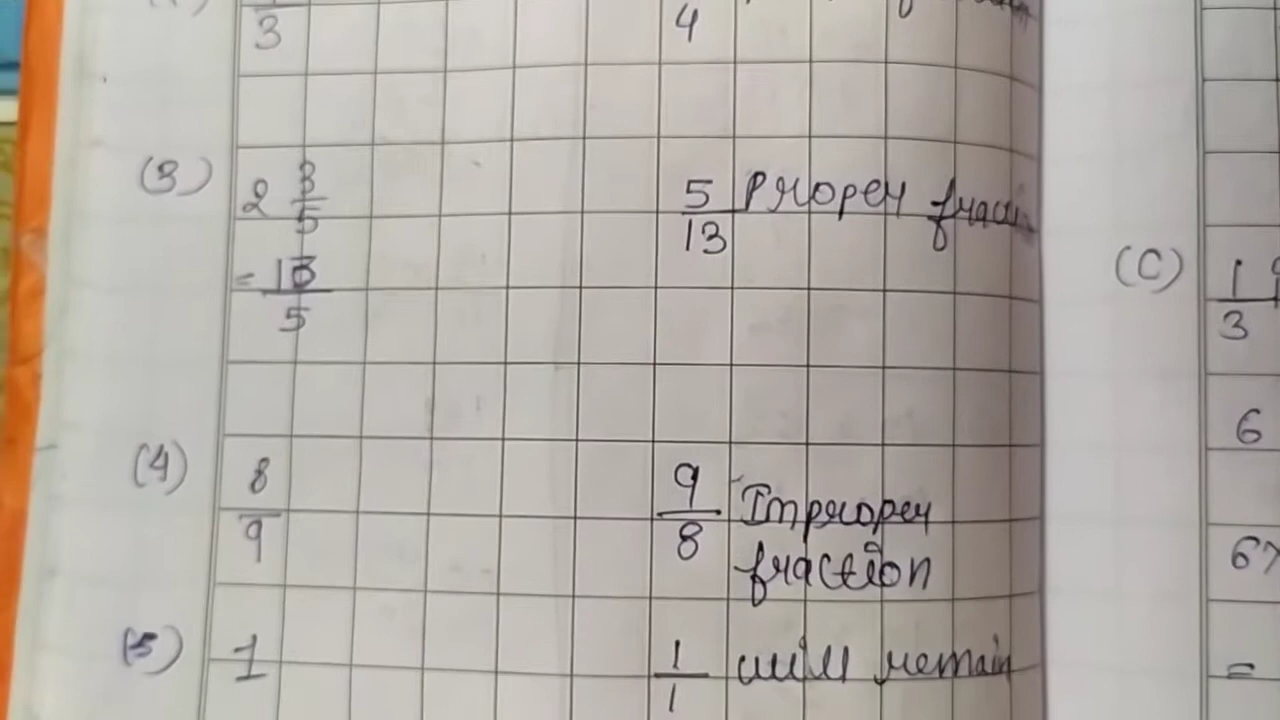 3 4
(3) 2 3/5 5/13 Proper
= 13/5
(C) 1
3
6
(4) 8/9 9/8 Improper
fraction
67
(5) 1 1/1 will remain
=